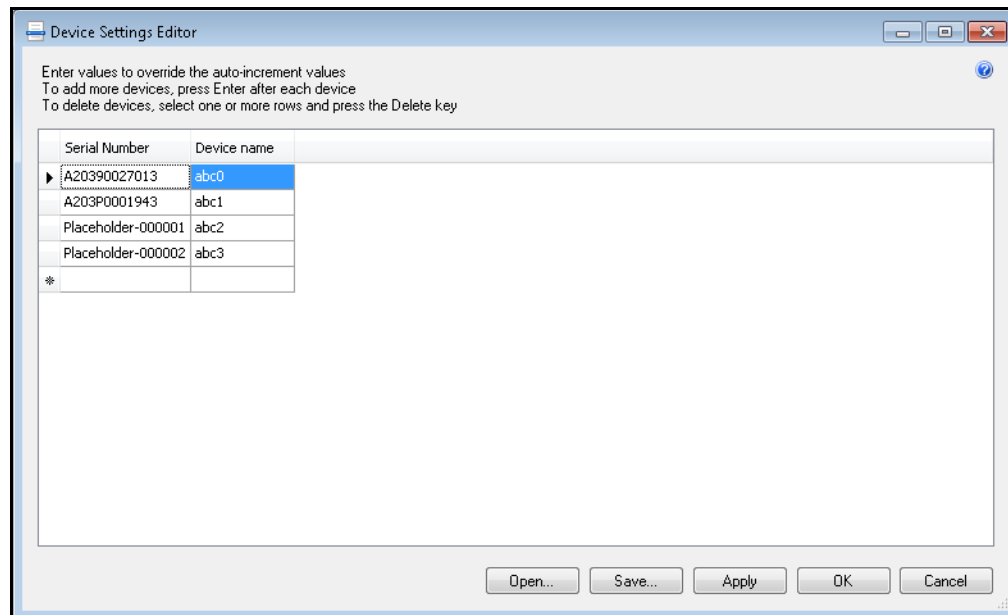 Device Settings Editor
Enter values to override the auto-increment values
To add more devices, press Enter after each device
To delete devices, select one or more rows and press the Delete key
Serial Number Device name
A20390027013 abc0
A203P0001943 abc1
Placeholder-000001 abc2
Placeholder-000002 abc3
Open... Save... Apply OK Cancel